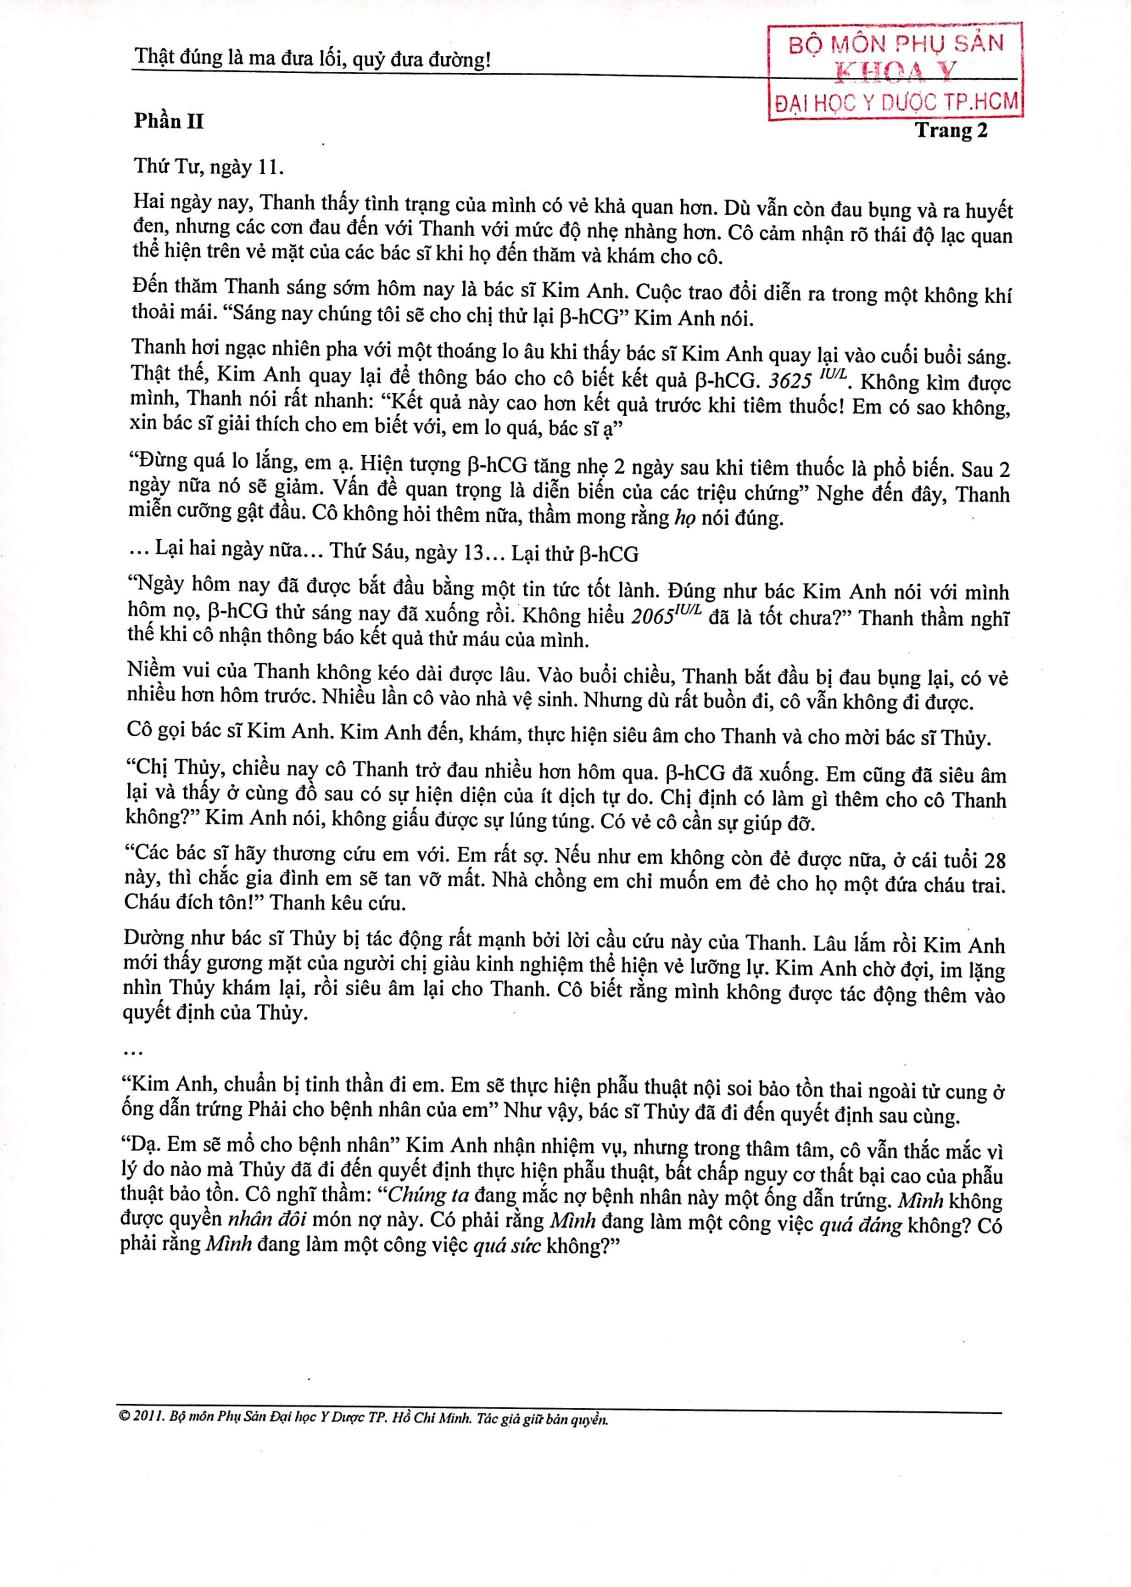 Thật đúng là ma đưa lối, quỷ đưa đường!
BỘ MÔN PHỤ SẢN
KHOA Y
ĐẠI HỌC Y DƯỢC TP.HCM
Phần II
Trang 2
Thứ Tư, ngày 11.
Hai ngày nay, Thanh thấy tình trạng của mình có vẻ khả quan hơn. Dù vẫn còn đau bụng và ra huyết
đen, nhưng các cơn đau đến với Thanh với mức độ nhẹ nhàng hơn. Cô cảm nhận rõ thái độ lạc quan
thể hiện trên vẻ mặt của các bác sĩ khi họ đến thăm và khám cho cô.
Đến thăm Thanh sáng sớm hôm nay là bác sĩ Kim Anh. Cuộc trao đổi diễn ra trong một không khí
thoải mái. “Sáng nay chúng tôi sẽ cho chị thử lại β-hCG” Kim Anh nói.
Thanh hơi ngạc nhiên pha với một thoáng lo âu khi thấy bác sĩ Kim Anh quay lại vào cuối buổi sáng.
Thật thế, Kim Anh quay lại để thông báo cho cô biết kết quả β-hCG. 3625 IU/L. Không kìm được
mình, Thanh nói rất nhanh: “Kết quả này cao hơn kết quả trước khi tiêm thuốc! Em có sao không,
xin bác sĩ giải thích cho em biết với, em lo quá, bác sĩ ạ”
“Đừng quá lo lắng, em ạ. Hiện tượng β-hCG tăng nhẹ 2 ngày sau khi tiêm thuốc là phổ biến. Sau 2
ngày nữa nó sẽ giảm. Vấn đề quan trọng là diễn biến của các triệu chứng” Nghe đến đây, Thanh
miễn cưỡng gật đầu. Cô không hỏi thêm nữa, thầm mong rằng họ nói đúng.
… Lại hai ngày nữa… Thứ Sáu, ngày 13… Lại thử β-hCG
“Ngày hôm nay đã được bắt đầu bằng một tin tức tốt lành. Đúng như bác Kim Anh nói với mình
hôm nọ, β-hCG thử sáng nay đã xuống rồi. Không hiểu 2065IU/L đã là tốt chưa?” Thanh thầm nghĩ
thế khi cô nhận thông báo kết quả thử máu của mình.
Niềm vui của Thanh không kéo dài được lâu. Vào buổi chiều, Thanh bắt đầu bị đau bụng lại, có vẻ
nhiều hơn hôm trước. Nhiều lần cô vào nhà vệ sinh. Nhưng dù rất buồn đi, cô vẫn không đi được.
Cô gọi bác sĩ Kim Anh. Kim Anh đến, khám, thực hiện siêu âm cho Thanh và cho mời bác sĩ Thủy.
“Chị Thủy, chiều nay cô Thanh trở đau nhiều hơn hôm qua. β-hCG đã xuống. Em cũng đã siêu âm
lại và thấy ở cùng đồ sau có sự hiện diện của ít dịch tự do. Chị định có làm gì thêm cho cô Thanh
không?” Kim Anh nói, không giấu được sự lúng túng. Có vẻ cô cần sự giúp đỡ.
“Các bác sĩ hãy thương cứu em với. Em rất sợ. Nếu như em không còn đẻ được nữa, ở cái tuổi 28
này, thì chắc gia đình em sẽ tan vỡ mất. Nhà chồng em chỉ muốn em đẻ cho họ một đứa cháu trai.
Cháu đích tôn!” Thanh kêu cứu.
Dường như bác sĩ Thủy bị tác động rất mạnh bởi lời cầu cứu này của Thanh. Lâu lắm rồi Kim Anh
mới thấy gương mặt của người chị giàu kinh nghiệm thể hiện vẻ lưỡng lự. Kim Anh chờ đợi, im lặng
nhìn Thủy khám lại, rồi siêu âm lại cho Thanh. Cô biết rằng mình không được tác động thêm vào
quyết định của Thủy.
…
“Kim Anh, chuẩn bị tinh thần đi em. Em sẽ thực hiện phẫu thuật nội soi bảo tồn thai ngoài tử cung ở
ống dẫn trứng Phải cho bệnh nhân của em” Như vậy, bác sĩ Thủy đã đi đến quyết định sau cùng.
“Dạ. Em sẽ mổ cho bệnh nhân” Kim Anh nhận nhiệm vụ, nhưng trong thâm tâm, cô vẫn thắc mắc vì
lý do nào mà Thủy đã đi đến quyết định thực hiện phẫu thuật, bất chấp nguy cơ thất bại cao của phẫu
thuật bảo tồn. Cô nghĩ thầm: “Chúng ta đang mắc nợ bệnh nhân này một ống dẫn trứng. Mình không
được quyền nhân đôi món nợ này. Có phải rằng Mình đang làm một công việc quá đáng không? Có
phải rằng Mình đang làm một công việc quá sức không?”
© 2011. Bộ môn Phụ Sản Đại học Y Dược TP. Hồ Chí Minh. Tác giả giữ bản quyền.